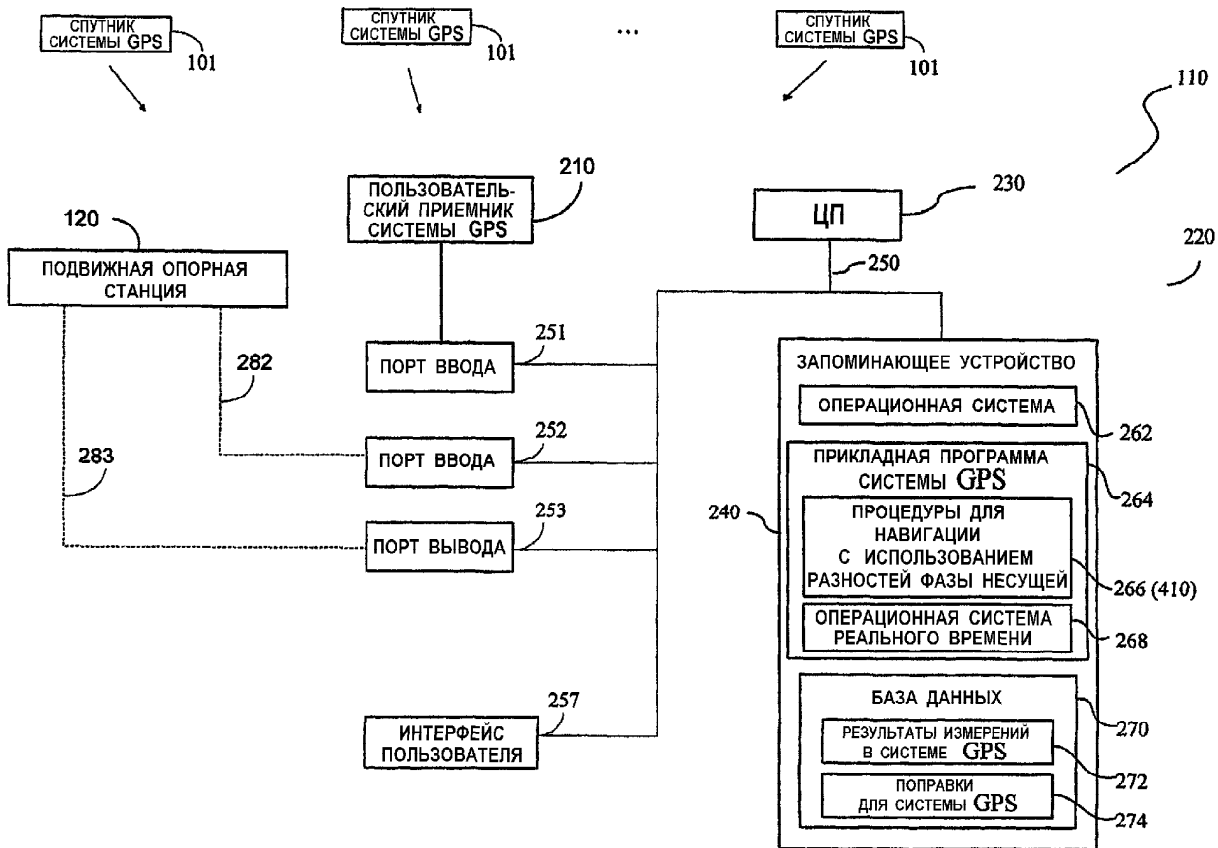 СПУТНИК
СИСТЕМЫ GPS
101
СПУТНИК
СИСТЕМЫ GPS
101
...
СПУТНИК
СИСТЕМЫ GPS
101
110
220
120
ПОДВИЖНАЯ ОПОРНАЯ
СТАНЦИЯ
282
283
ПОЛЬЗОВАТЕЛЬ-
СКИЙ ПРИЕМНИК
СИСТЕМЫ GPS
210
ПОРТ ВВОДА
251
ПОРТ ВВОДА
252
ПОРТ ВЫВОДА
253
ИНТЕРФЕЙС
ПОЛЬЗОВАТЕЛЯ
257
ЦП
230
250
240
ЗАПОМИНАЮЩЕЕ УСТРОЙСТВО
ОПЕРАЦИОННАЯ СИСТЕМА
262
ПРИКЛАДНАЯ ПРОГРАММА
СИСТЕМЫ GPS
264
ПРОЦЕДУРЫ ДЛЯ
НАВИГАЦИИ
С ИСПОЛЬЗОВАНИЕМ
РАЗНОСТЕЙ ФАЗЫ НЕСУЩЕЙ
266 (410)
ОПЕРАЦИОННАЯ СИСТЕМА
РЕАЛЬНОГО ВРЕМЕНИ
268
БАЗА ДАННЫХ
270
РЕЗУЛЬТАТЫ ИЗМЕРЕНИЙ
В СИСТЕМЕ GPS
272
ПОПРАВКИ
ДЛЯ СИСТЕМЫ GPS
274